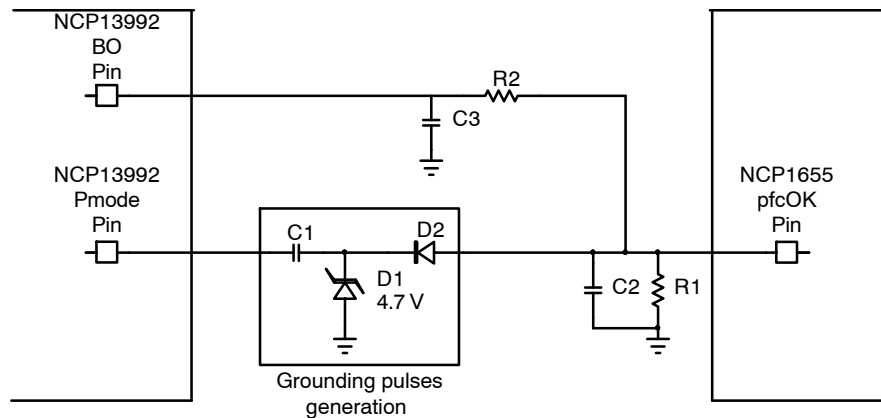 NCP13992
BO
Pin
R2
C3
NCP13992
Pmode
Pin
NCP1655
pfcOK
Pin
C1
D2
D1
4.7 V
C2
R1
Grounding pulses
generation